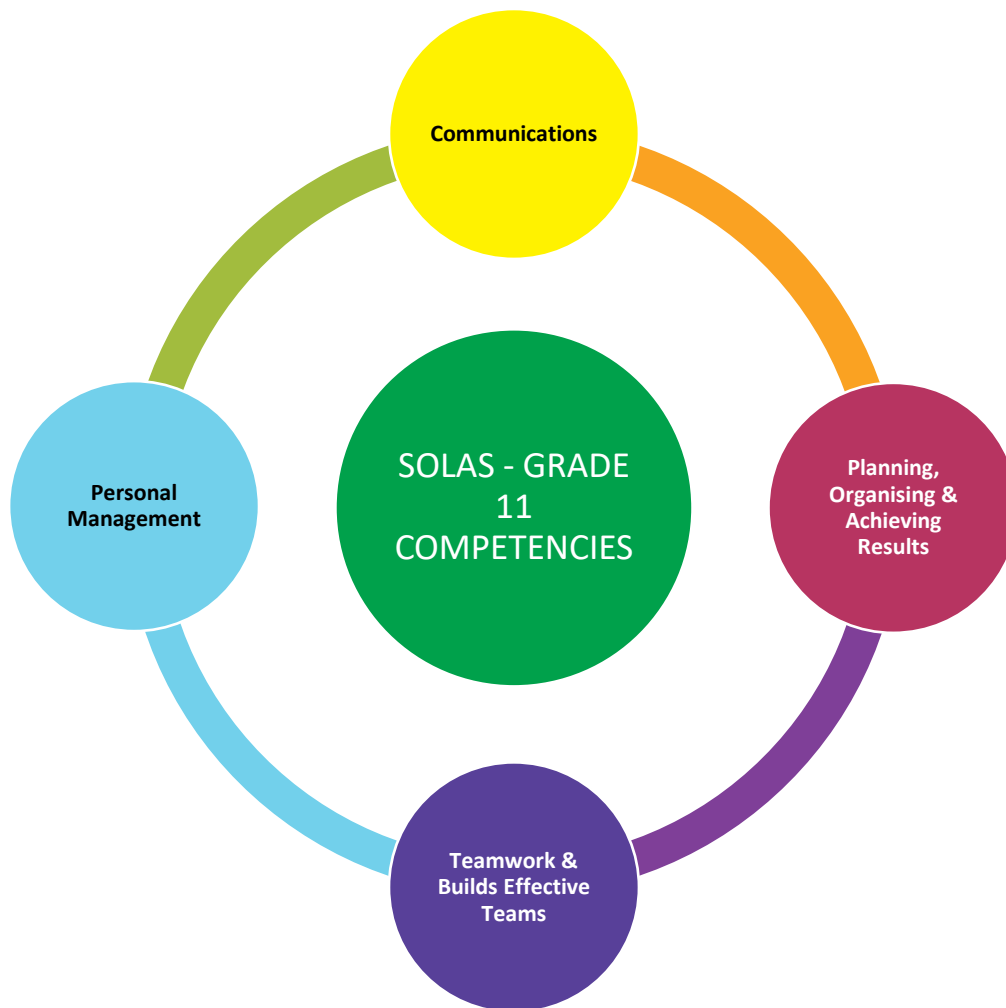 Communications
Planning,
Organising &
Achieving
Results
SOLAS - GRADE
11
COMPETENCIES
Personal
Management
Teamwork &
Builds Effective
Teams